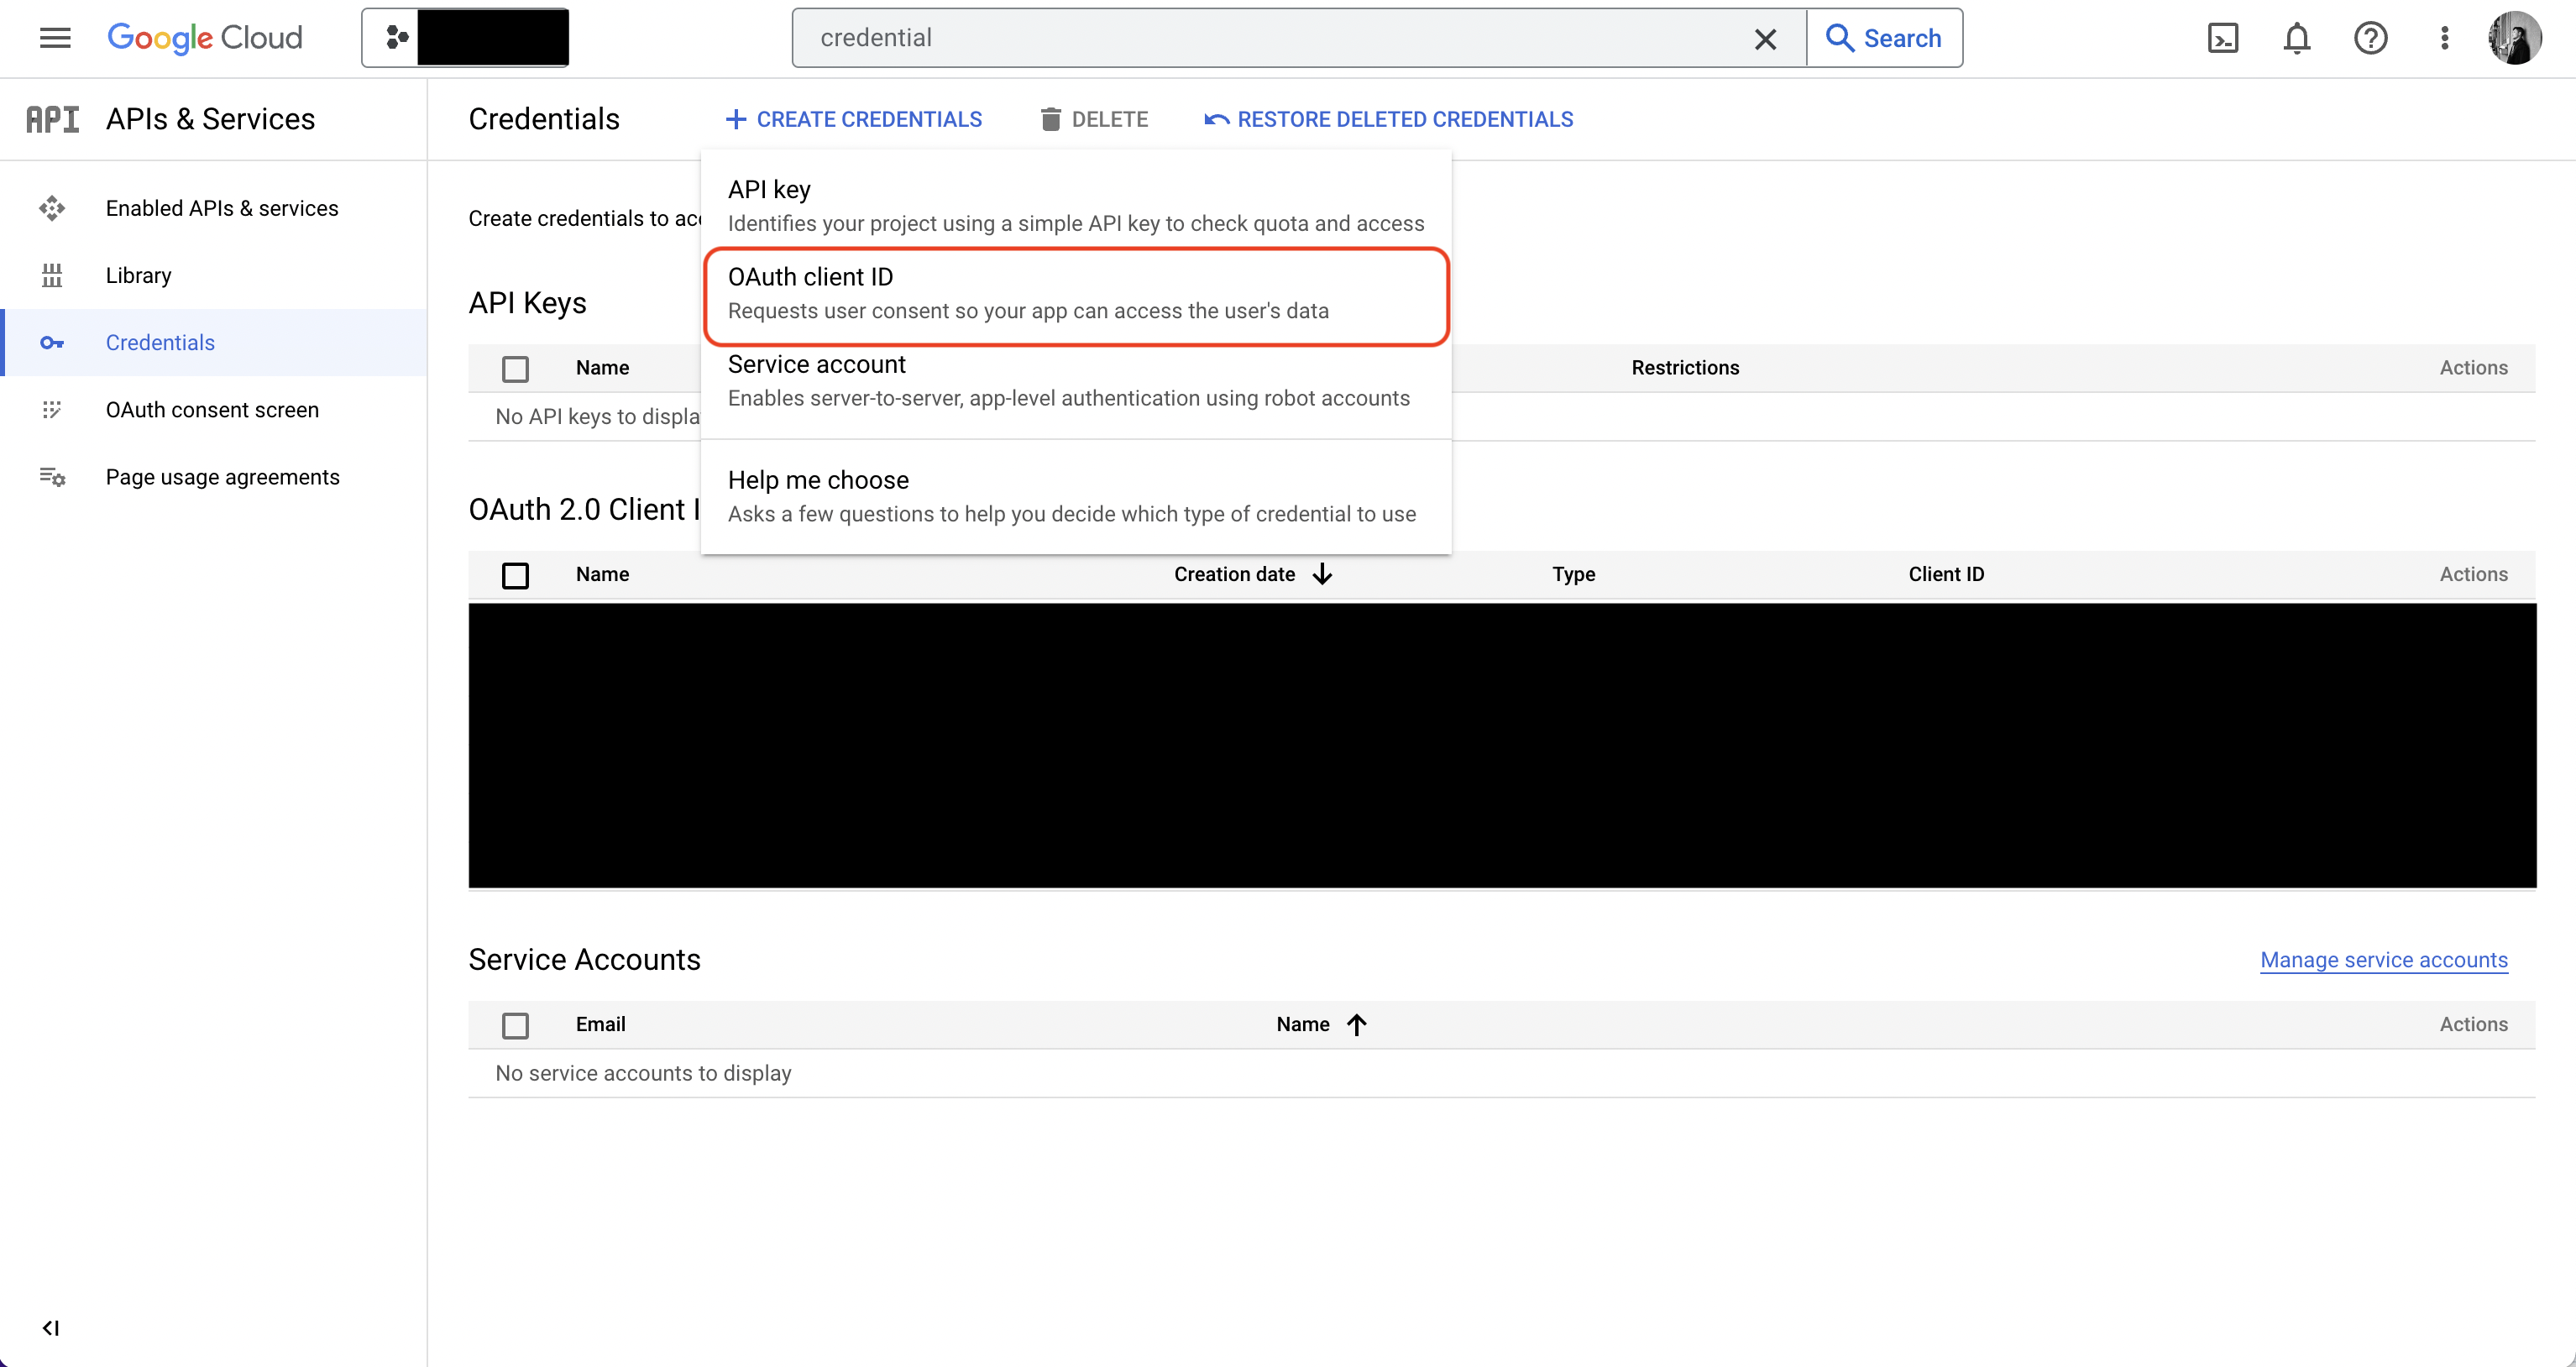 Google Cloud
credential
Search
API
APIs & Services
Credentials
CREATE CREDENTIALS
DELETE
RESTORE DELETED CREDENTIALS
Enabled APIs & services
Library
Credentials
OAuth consent screen
Page usage agreements
Create credentials to acc
API key
Identifies your project using a simple API key to check quota and access
OAuth client ID
Requests user consent so your app can access the user's data
Service account
Enables server-to-server, app-level authentication using robot accounts
Help me choose
Asks a few questions to help you decide which type of credential to use
API Keys
Name
Restrictions
Actions
No API keys to displa
OAuth 2.0 Client I
Name
Creation date
Type
Client ID
Actions
Service Accounts
Manage service accounts
Email
Name
Actions
No service accounts to display